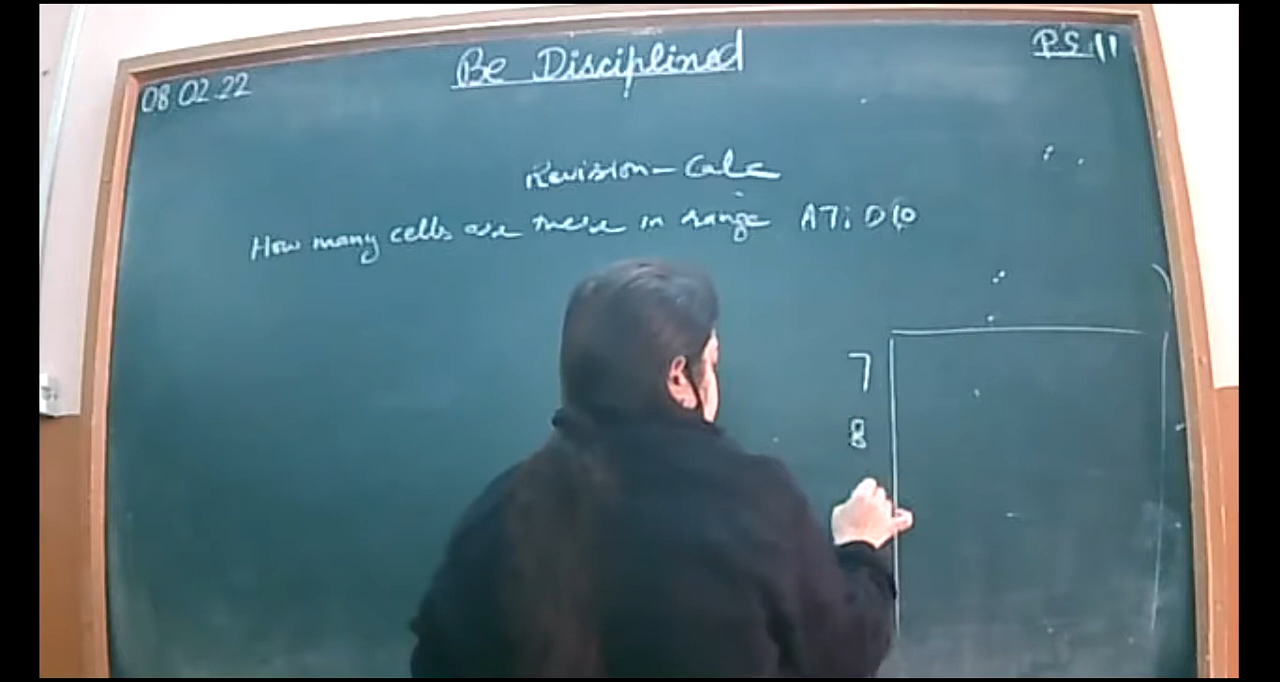 08.02.22
Be Disciplined
P.S. 11
Revision - Calc
How many cells are there in range A7: D10
7
8